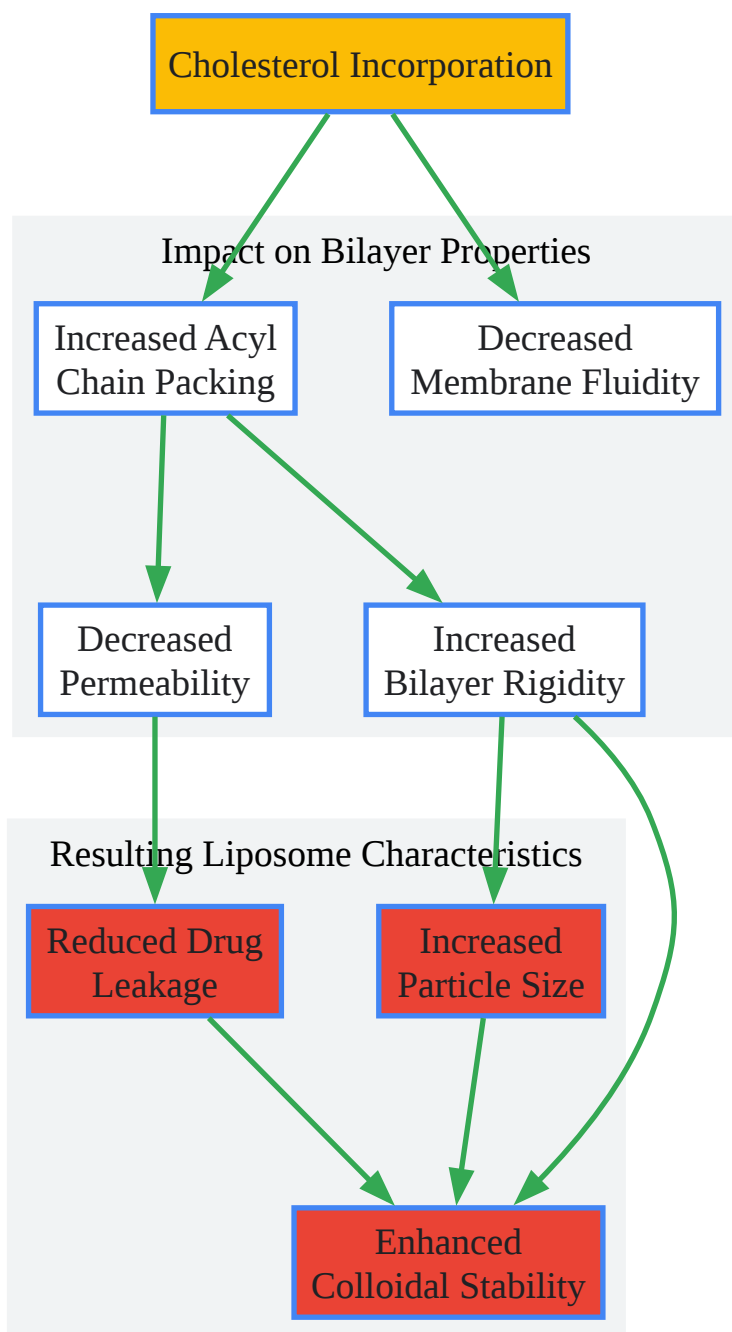 Cholesterol Incorporation
Impact on Bilayer Properties
Increased Acyl
Chain Packing
Decreased
Membrane Fluidity
Decreased
Permeability
Increased
Bilayer Rigidity
Resulting Liposome Characteristics
Reduced Drug
Leakage
Increased
Particle Size
Enhanced
Colloidal Stability